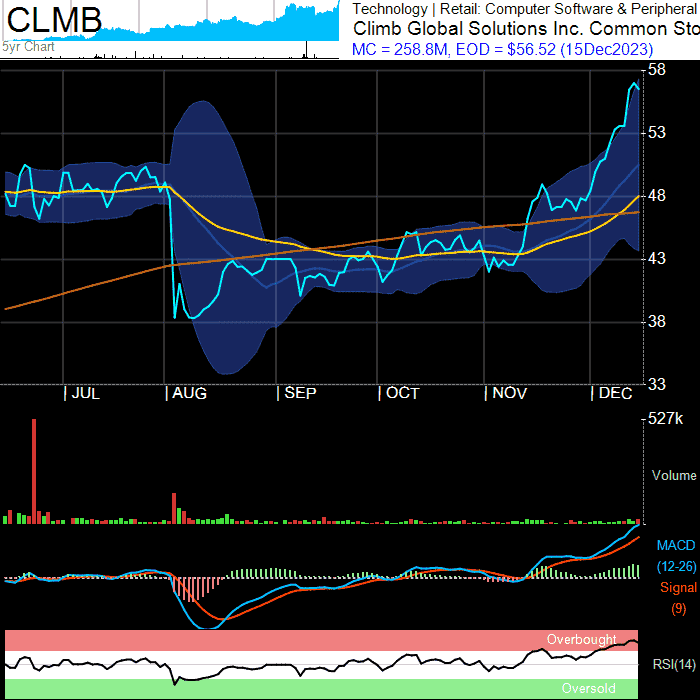 CLMB
5yr Chart
Technology | Retail: Computer Software & Peripheral
Climb Global Solutions Inc. Common Sto
MC = 258.8M, EOD = $56.52 (15Dec2023)
58
53
48
43
38
33
| JUL
| AUG
| SEP
| OCT
| NOV
| DEC
527k
Volume
MACD
(12-26)
Signal
(9)
Overbought
RSI(14)
Oversold